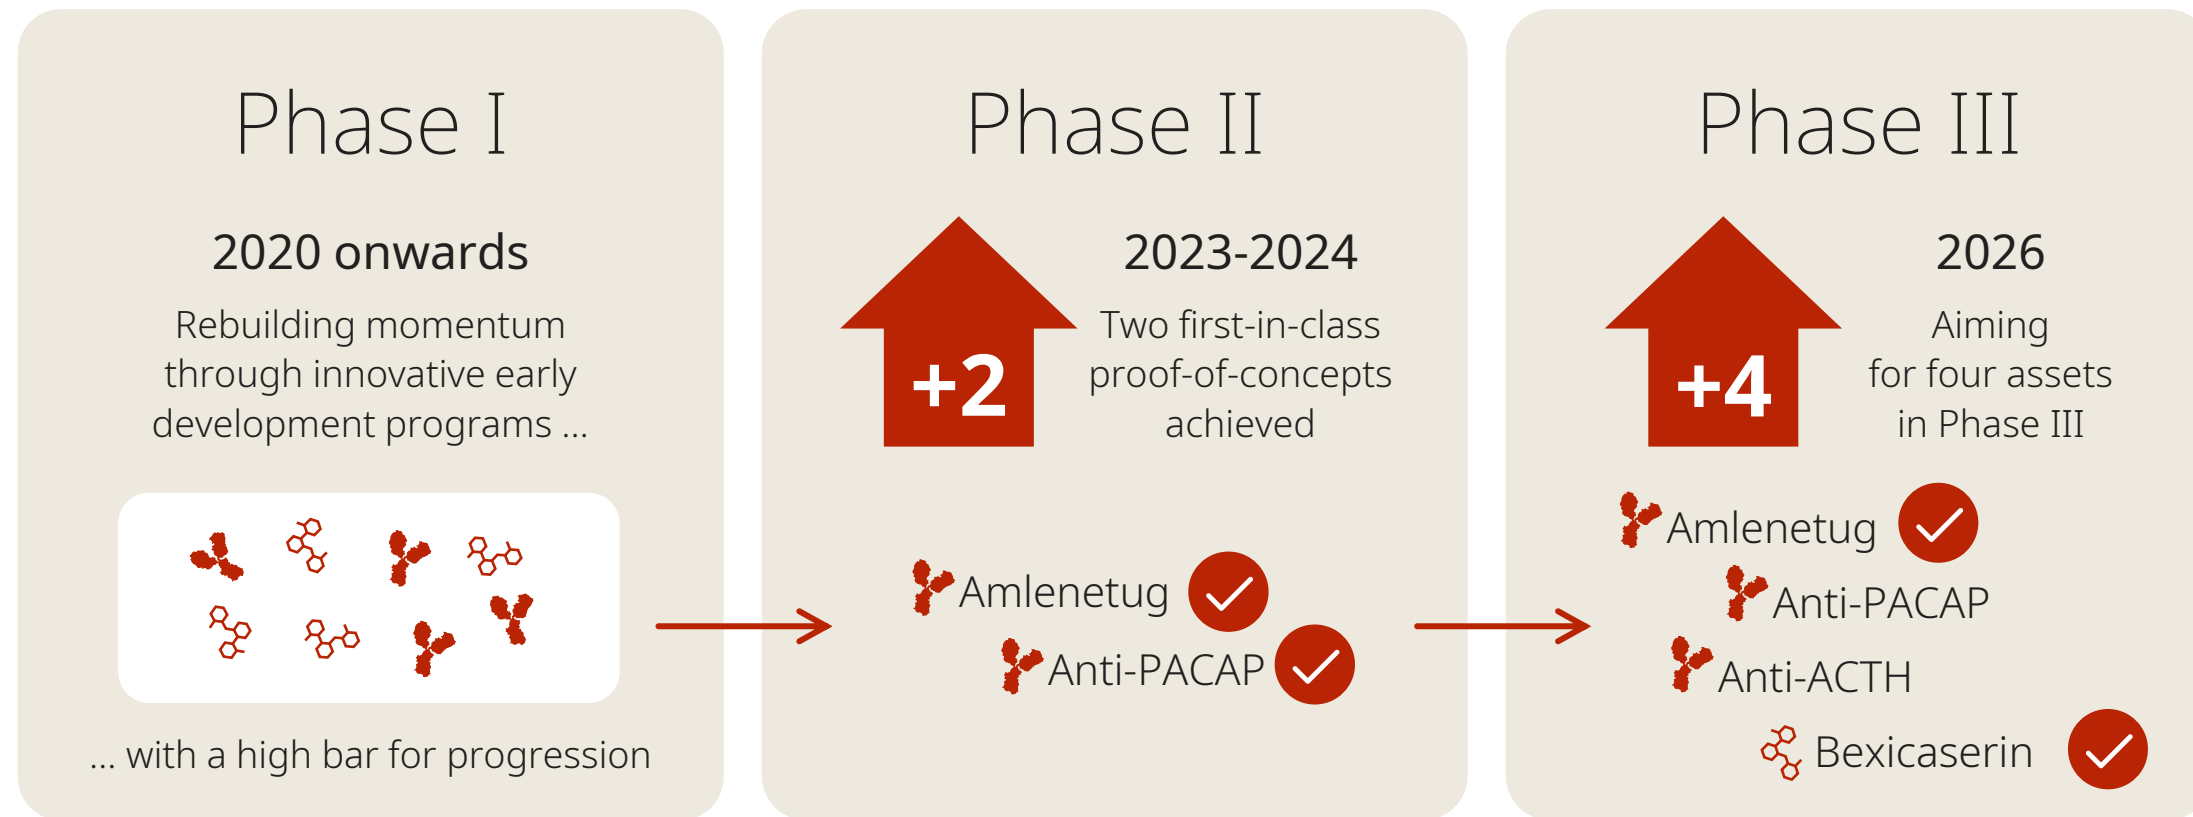 Phase I
2020 onwards
Rebuilding momentum
through innovative early
development programs ...
... with a high bar for progression
Phase II
+2
2023-2024
Two first-in-class
proof-of-concepts
achieved
Amlenetug
Anti-PACAP
Phase III
+4
2026
Aiming
for four assets
in Phase III
Amlenetug
Anti-PACAP
Anti-ACTH
Bexicaserin